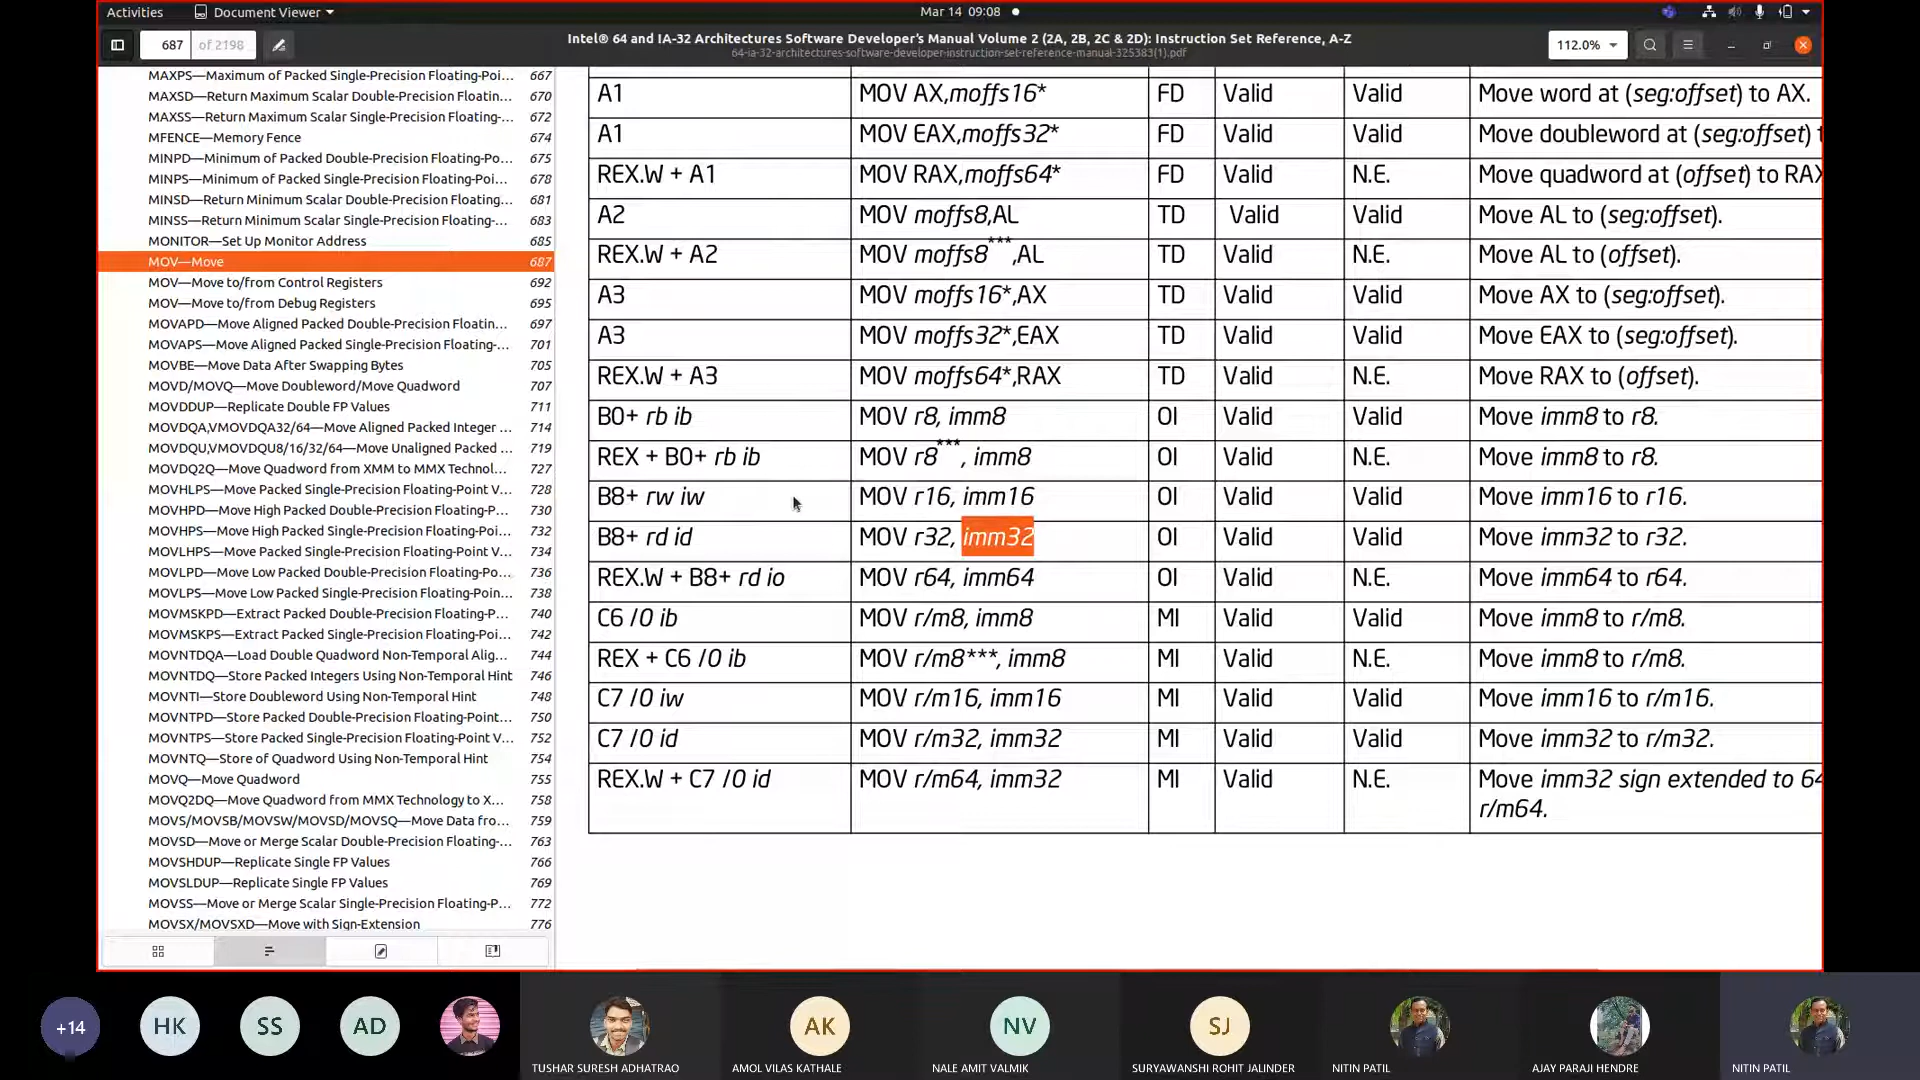 Activities Document Viewer Mar 14 09:08
687 of 2198 Intel® 64 and IA-32 Architectures Software Developer's Manual Volume 2 (2A, 2B, 2C & 2D): Instruction Set Reference, A-Z 112.0%
64-ia-32-architectures-software-developer-instruction-set-reference-manual-325383(1).pdf
MAXPS—Maximum of Packed Single-Precision Floating-Poi... 667
MAXSD—Return Maximum Scalar Double-Precision Floatin... 670
MAXSS—Return Maximum Scalar Single-Precision Floating-... 672
MFENCE—Memory Fence 674
MINPD—Minimum of Packed Double-Precision Floating-Po... 675
MINPS—Minimum of Packed Single-Precision Floating-Poi... 678
MINSD—Return Minimum Scalar Double-Precision Floatin... 681
MINSS—Return Minimum Scalar Single-Precision Floating-... 683
MONITOR—Set Up Monitor Address 685
MOV—Move 687
MOV—Move to/from Control Registers 692
MOV—Move to/from Debug Registers 695
MOVAPD—Move Aligned Packed Double-Precision Floatin... 697
MOVAPS—Move Aligned Packed Single-Precision Floating-... 701
MOVBE—Move Data After Swapping Bytes 705
MOVD/MOVQ—Move Doubleword/Move Quadword 707
MOVDDUP—Replicate Double FP Values 711
MOVDQA,VMOVDQA32/64—Move Aligned Packed Integer ... 714
MOVDQU,VMOVDQU8/16/32/64—Move Unaligned Packed ... 719
MOVDQ2Q—Move Quadword from XMM to MMX Technol... 727
MOVHLPS—Move Packed Single-Precision Floating-Point V... 728
MOVHPD—Move High Packed Double-Precision Floating-P... 730
MOVHPS—Move High Packed Single-Precision Floating-Poi... 732
MOVLHPS—Move Packed Single-Precision Floating-Point V... 734
MOVLPD—Move Low Packed Double-Precision Floating-Po... 736
MOVLPS—Move Low Packed Single-Precision Floating-Poin... 738
MOVMSKPD—Extract Packed Double-Precision Floating-P... 740
MOVMSKPS—Extract Packed Single-Precision Floating-Poi... 742
MOVNTDQA—Load Double Quadword Non-Temporal Alig... 744
MOVNTDQ—Store Packed Integers Using Non-Temporal Hint 746
MOVNTI—Store Doubleword Using Non-Temporal Hint 748
MOVNTPD—Store Packed Double-Precision Floating-Point... 750
MOVNTPS—Store Packed Single-Precision Floating-Point V... 752
MOVNTQ—Store of Quadword Using Non-Temporal Hint 754
MOVQ—Move Quadword 755
MOVQ2DQ—Move Quadword from MMX Technology to X... 758
MOVS/MOVSB/MOVSW/MOVSD/MOVSQ—Move Data fro... 759
MOVSD—Move or Merge Scalar Double-Precision Floating-... 763
MOVSHDUP—Replicate Single FP Values 766
MOVSLDUP—Replicate Single FP Values 769
MOVSS—Move or Merge Scalar Single-Precision Floating-P... 772
MOVSX/MOVSXD—Move with Sign-Extension 776
A1 MOV AX,moffs16* FD Valid Valid Move word at (seg:offset) to AX.
A1 MOV EAX,moffs32* FD Valid Valid Move doubleword at (seg:offset) t
REX.W + A1 MOV RAX,moffs64* FD Valid N.E. Move quadword at (offset) to RAX
A2 MOV moffs8,AL TD Valid Valid Move AL to (seg:offset).
REX.W + A2 MOV moffs8***,AL TD Valid N.E. Move AL to (offset).
A3 MOV moffs16*,AX TD Valid Valid Move AX to (seg:offset).
A3 MOV moffs32*,EAX TD Valid Valid Move EAX to (seg:offset).
REX.W + A3 MOV moffs64*,RAX TD Valid N.E. Move RAX to (offset).
B0+ rb ib MOV r8, imm8 OI Valid Valid Move imm8 to r8.
REX + B0+ rb ib MOV r8***, imm8 OI Valid N.E. Move imm8 to r8.
B8+ rw iw MOV r16, imm16 OI Valid Valid Move imm16 to r16.
B8+ rd id MOV r32, imm32 OI Valid Valid Move imm32 to r32.
REX.W + B8+ rd io MOV r64, imm64 OI Valid N.E. Move imm64 to r64.
C6 /0 ib MOV r/m8, imm8 MI Valid Valid Move imm8 to r/m8.
REX + C6 /0 ib MOV r/m8***, imm8 MI Valid N.E. Move imm8 to r/m8.
C7 /0 iw MOV r/m16, imm16 MI Valid Valid Move imm16 to r/m16.
C7 /0 id MOV r/m32, imm32 MI Valid Valid Move imm32 to r/m32.
REX.W + C7 /0 id MOV r/m64, imm32 MI Valid N.E. Move imm32 sign extended to 64
r/m64.
+14 HK SS AD AK NV SJ
TUSHAR SURESH ADHATRAO AMOL VILAS KATHALE NALE AMIT VALMIK SURYAWANSHI ROHIT JALINDER NITIN PATIL AJAY PARAJI HENDRE NITIN PATIL